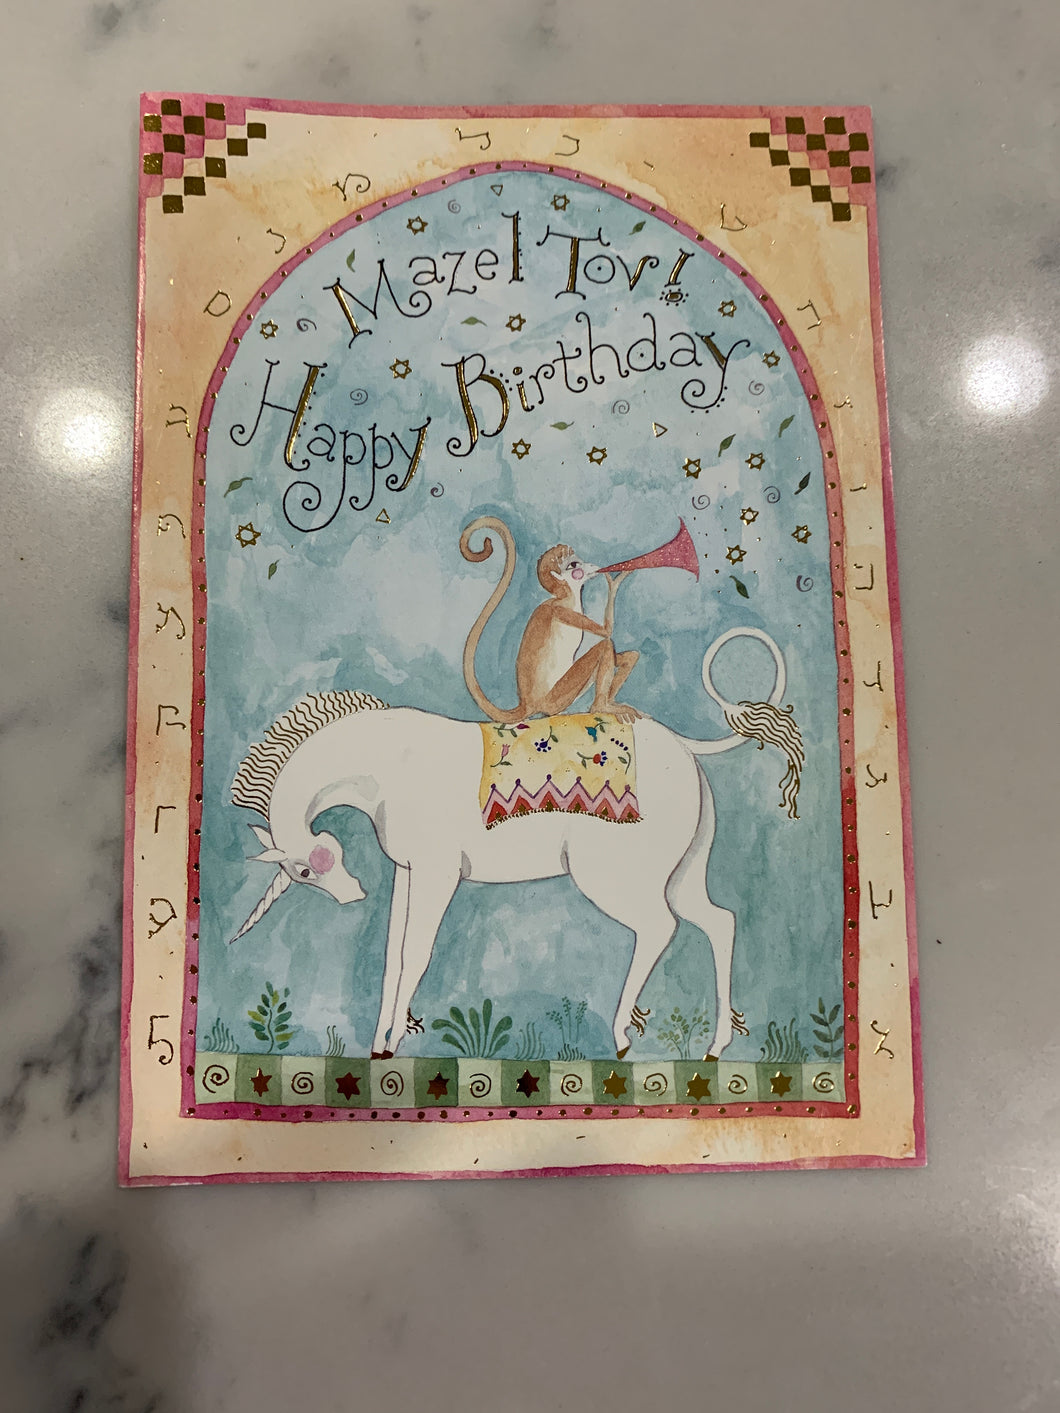 Mazel Tov!
Happy Birthday
א ב ג ד ה ו ז ח ט י כ ל מ נ ס ע פ צ ק ר ש ת